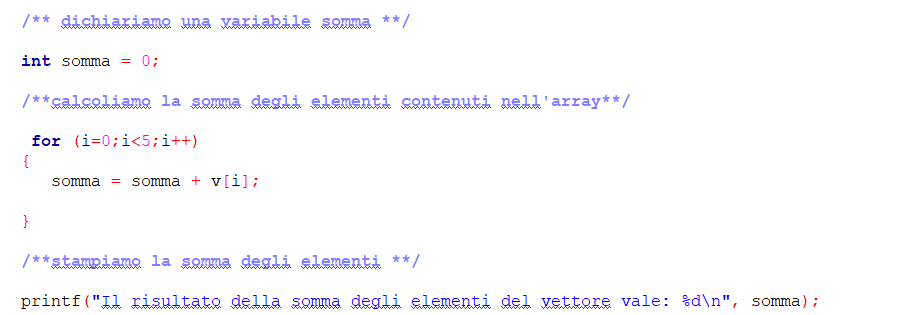 /** dichiariamo una variabile somma **/
int somma = 0;
/**calcoliamo la somma degli elementi contenuti nell'array**/
for (i=0;i<5;i++)
{
somma = somma + v[i];
}
/**stampiamo la somma degli elementi **/
printf("Il risultato della somma degli elementi del vettore vale: %d\n", somma);